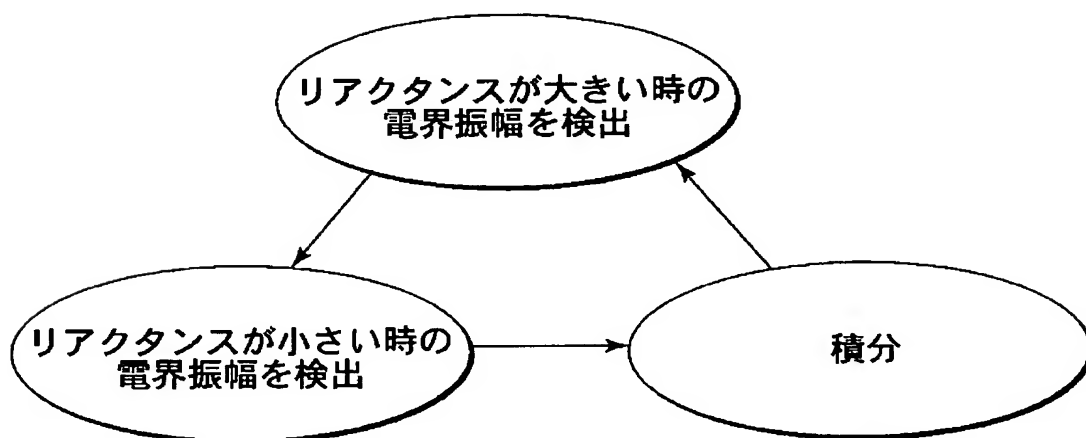 リアクタンスが大きい時の
電界振幅を検出
リアクタンスが小さい時の
電界振幅を検出
積分